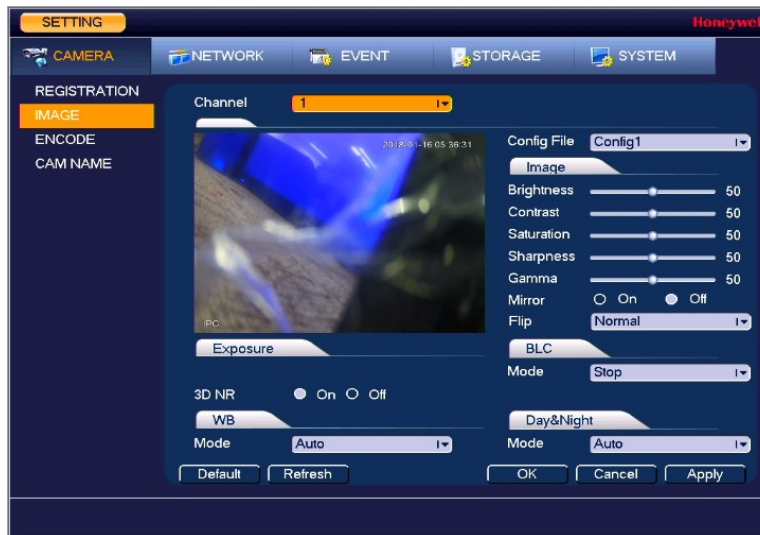 SETTING
Honeywell
CAMERA NETWORK EVENT STORAGE SYSTEM
REGISTRATION
IMAGE
ENCODE
CAM NAME
Channel 1
2018-01-16 05:36:31
IPC
Config File Config1
Image
Brightness 50
Contrast 50
Saturation 50
Sharpness 50
Gamma 50
Mirror On Off
Flip Normal
Exposure
3D NR On Off
WB
Mode Auto
BLC
Mode Stop
Day&Night
Mode Auto
Default Refresh OK Cancel Apply